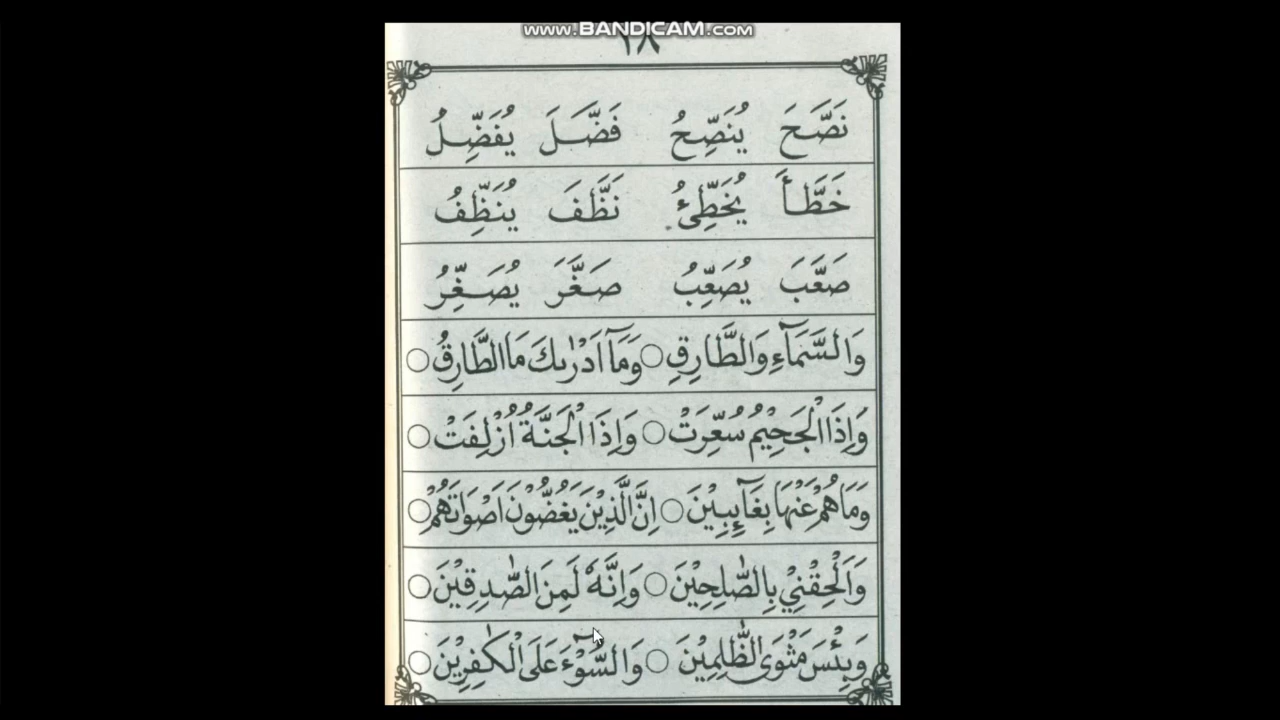 www.BANDICAM.com
١٨
نَصَّحَ يُنَصِّحُ فَضَّلَ يُفَضِّلُ
خَطَّأَ يُخَطِّئُ نَظَّفَ يُنَظِّفُ
صَعَّبَ يُصَعِّبُ صَغَّرَ يُصَغِّرُ
وَالسَّمَآءِ وَالطَّارِقِ ○ وَمَآ اَدْرٰىكَ مَا الطَّارِقُ ○
وَاِذَا الْجَحِيْمُ سُعِّرَتْ ○ وَاِذَا الْجَنَّةُ اُزْلِفَتْ ○
وَمَا هُمْ عَنْهَا بِغَآىِٕبِيْنَ ○ اِنَّ الَّذِيْنَ يَغُضُّوْنَ اَصْوَاتَهُمْ ○
وَاَلْحِقْنِيْ بِالصّٰلِحِيْنَ ○ وَاِنَّهٗ لَمِنَ الصّٰدِقِيْنَ ○
وَبِئْسَ مَثْوَى الظّٰلِمِيْنَ ○ وَالسُّوْٓءَ عَلَى الْكٰفِرِيْنَ ○